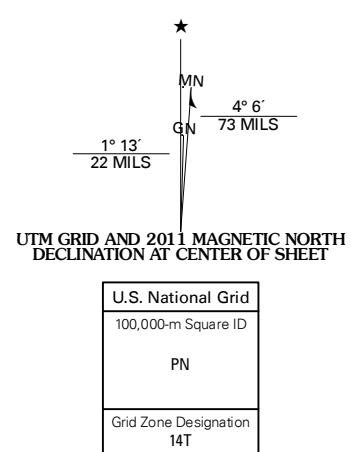 ★
MN
4° 6´
73 MILS
GN
1° 13´
22 MILS
UTM GRID AND 2011 MAGNETIC NORTH
DECLINATION AT CENTER OF SHEET
U.S. National Grid
100,000-m Square ID
PN
Grid Zone Designation
14T